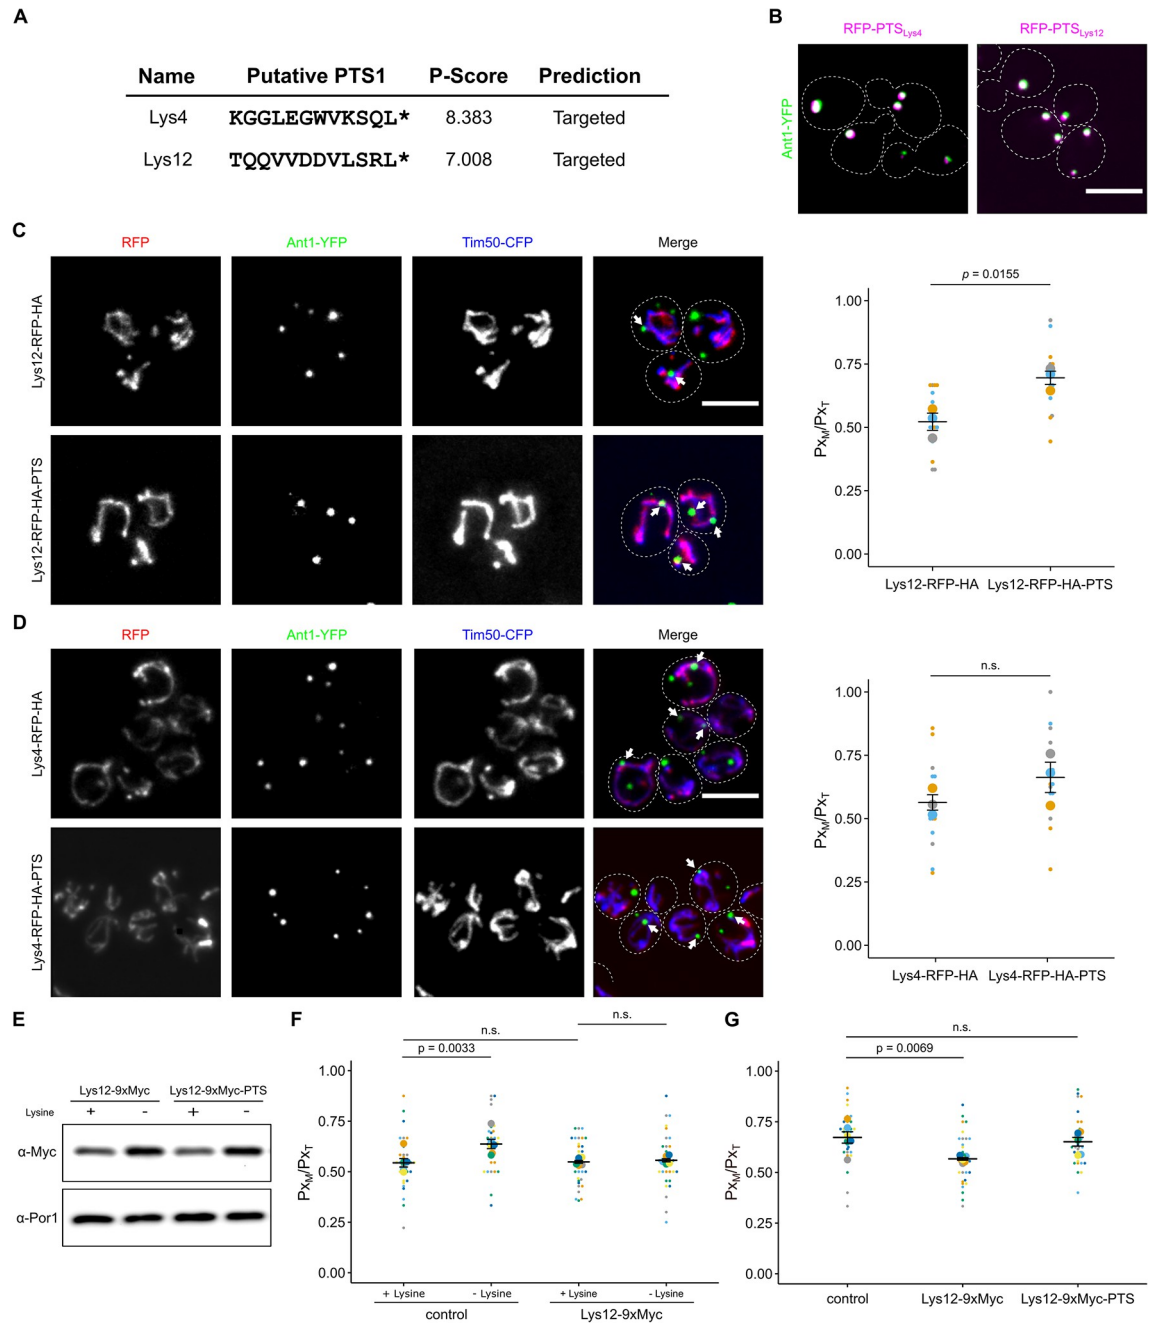 A
Name Putative PTS1 P-Score Prediction
Lys4 KGGLEGWVKSQL* 8.383 Targeted
Lys12 TQQVVDDVLSRL* 7.008 Targeted
B
RFP-PTSLys4 RFP-PTSLys12
Ant1-YFP
C
RFP Ant1-YFP Tim50-CFP Merge
Lys12-RFP-HA
Lys12-RFP-HA-PTS
p = 0.0155
PxM/PxT
1.00
0.75
0.50
0.25
0.00
Lys12-RFP-HA Lys12-RFP-HA-PTS
D
RFP Ant1-YFP Tim50-CFP Merge
Lys4-RFP-HA
Lys4-RFP-HA-PTS
n.s.
PxM/PxT
1.00
0.75
0.50
0.25
0.00
Lys4-RFP-HA Lys4-RFP-HA-PTS
E
Lys12-9xMyc Lys12-9xMyc-PTS
Lysine + - + -
α-Myc
α-Por1
F
n.s.
n.s.
p = 0.0033
PxM/PxT
1.00
0.75
0.50
0.25
0.00
+ Lysine - Lysine + Lysine - Lysine
control Lys12-9xMyc
G
n.s.
p = 0.0069
PxM/PxT
1.00
0.75
0.50
0.25
0.00
control Lys12-9xMyc Lys12-9xMyc-PTS